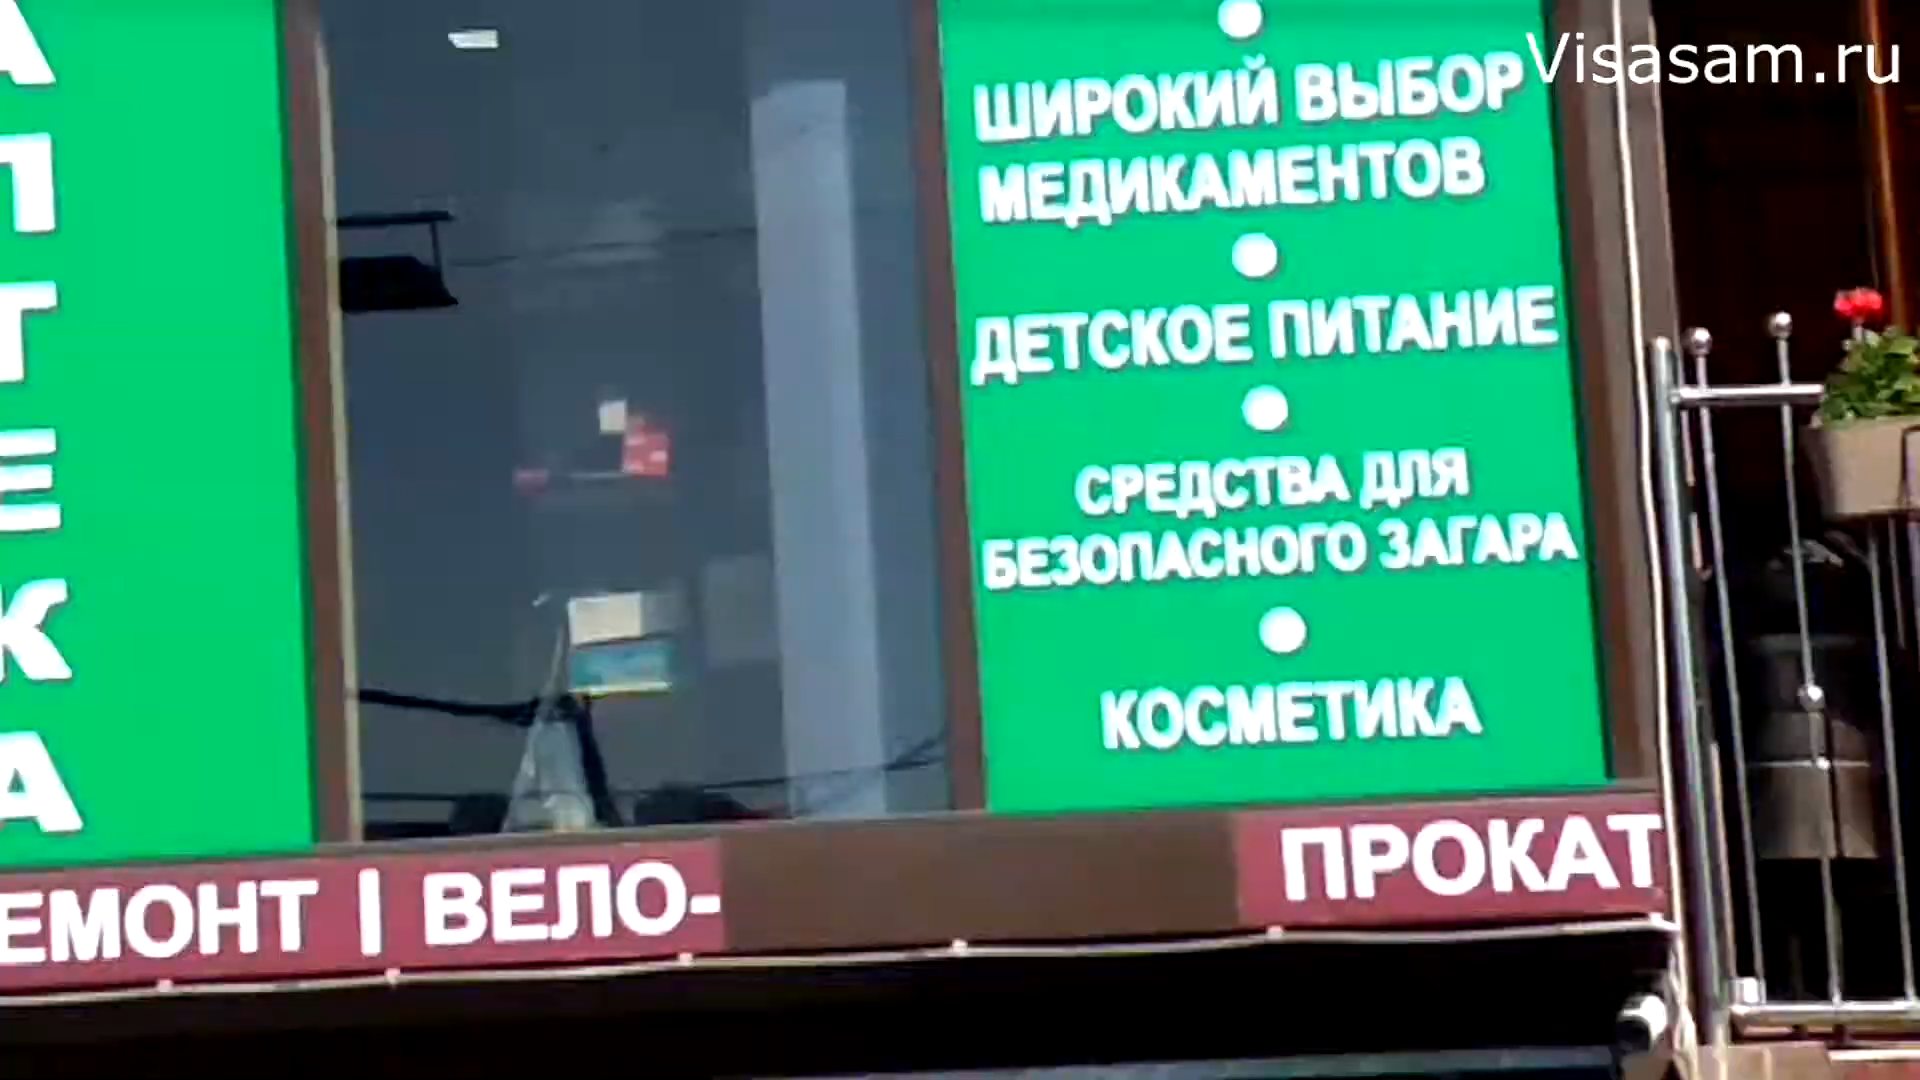 Visasam.ru
АПТЕКА
ШИРОКИЙ ВЫБОР
МЕДИКАМЕНТОВ
ДЕТСКОЕ ПИТАНИЕ
СРЕДСТВА ДЛЯ
БЕЗОПАСНОГО ЗАГАРА
КОСМЕТИКА
ЕМОНТ | ВЕЛО-
ПРОКАТ